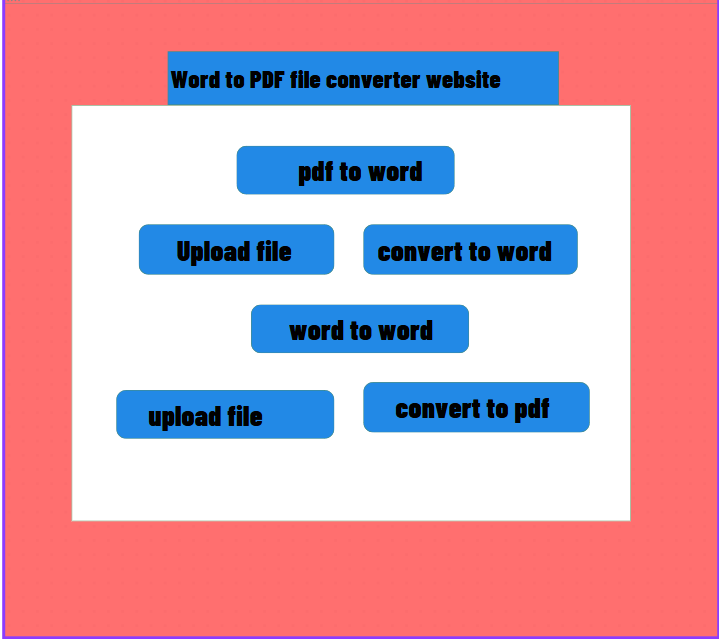 Word to PDF file converter website
pdf to word
Upload file
convert to word
word to word
upload file
convert to pdf